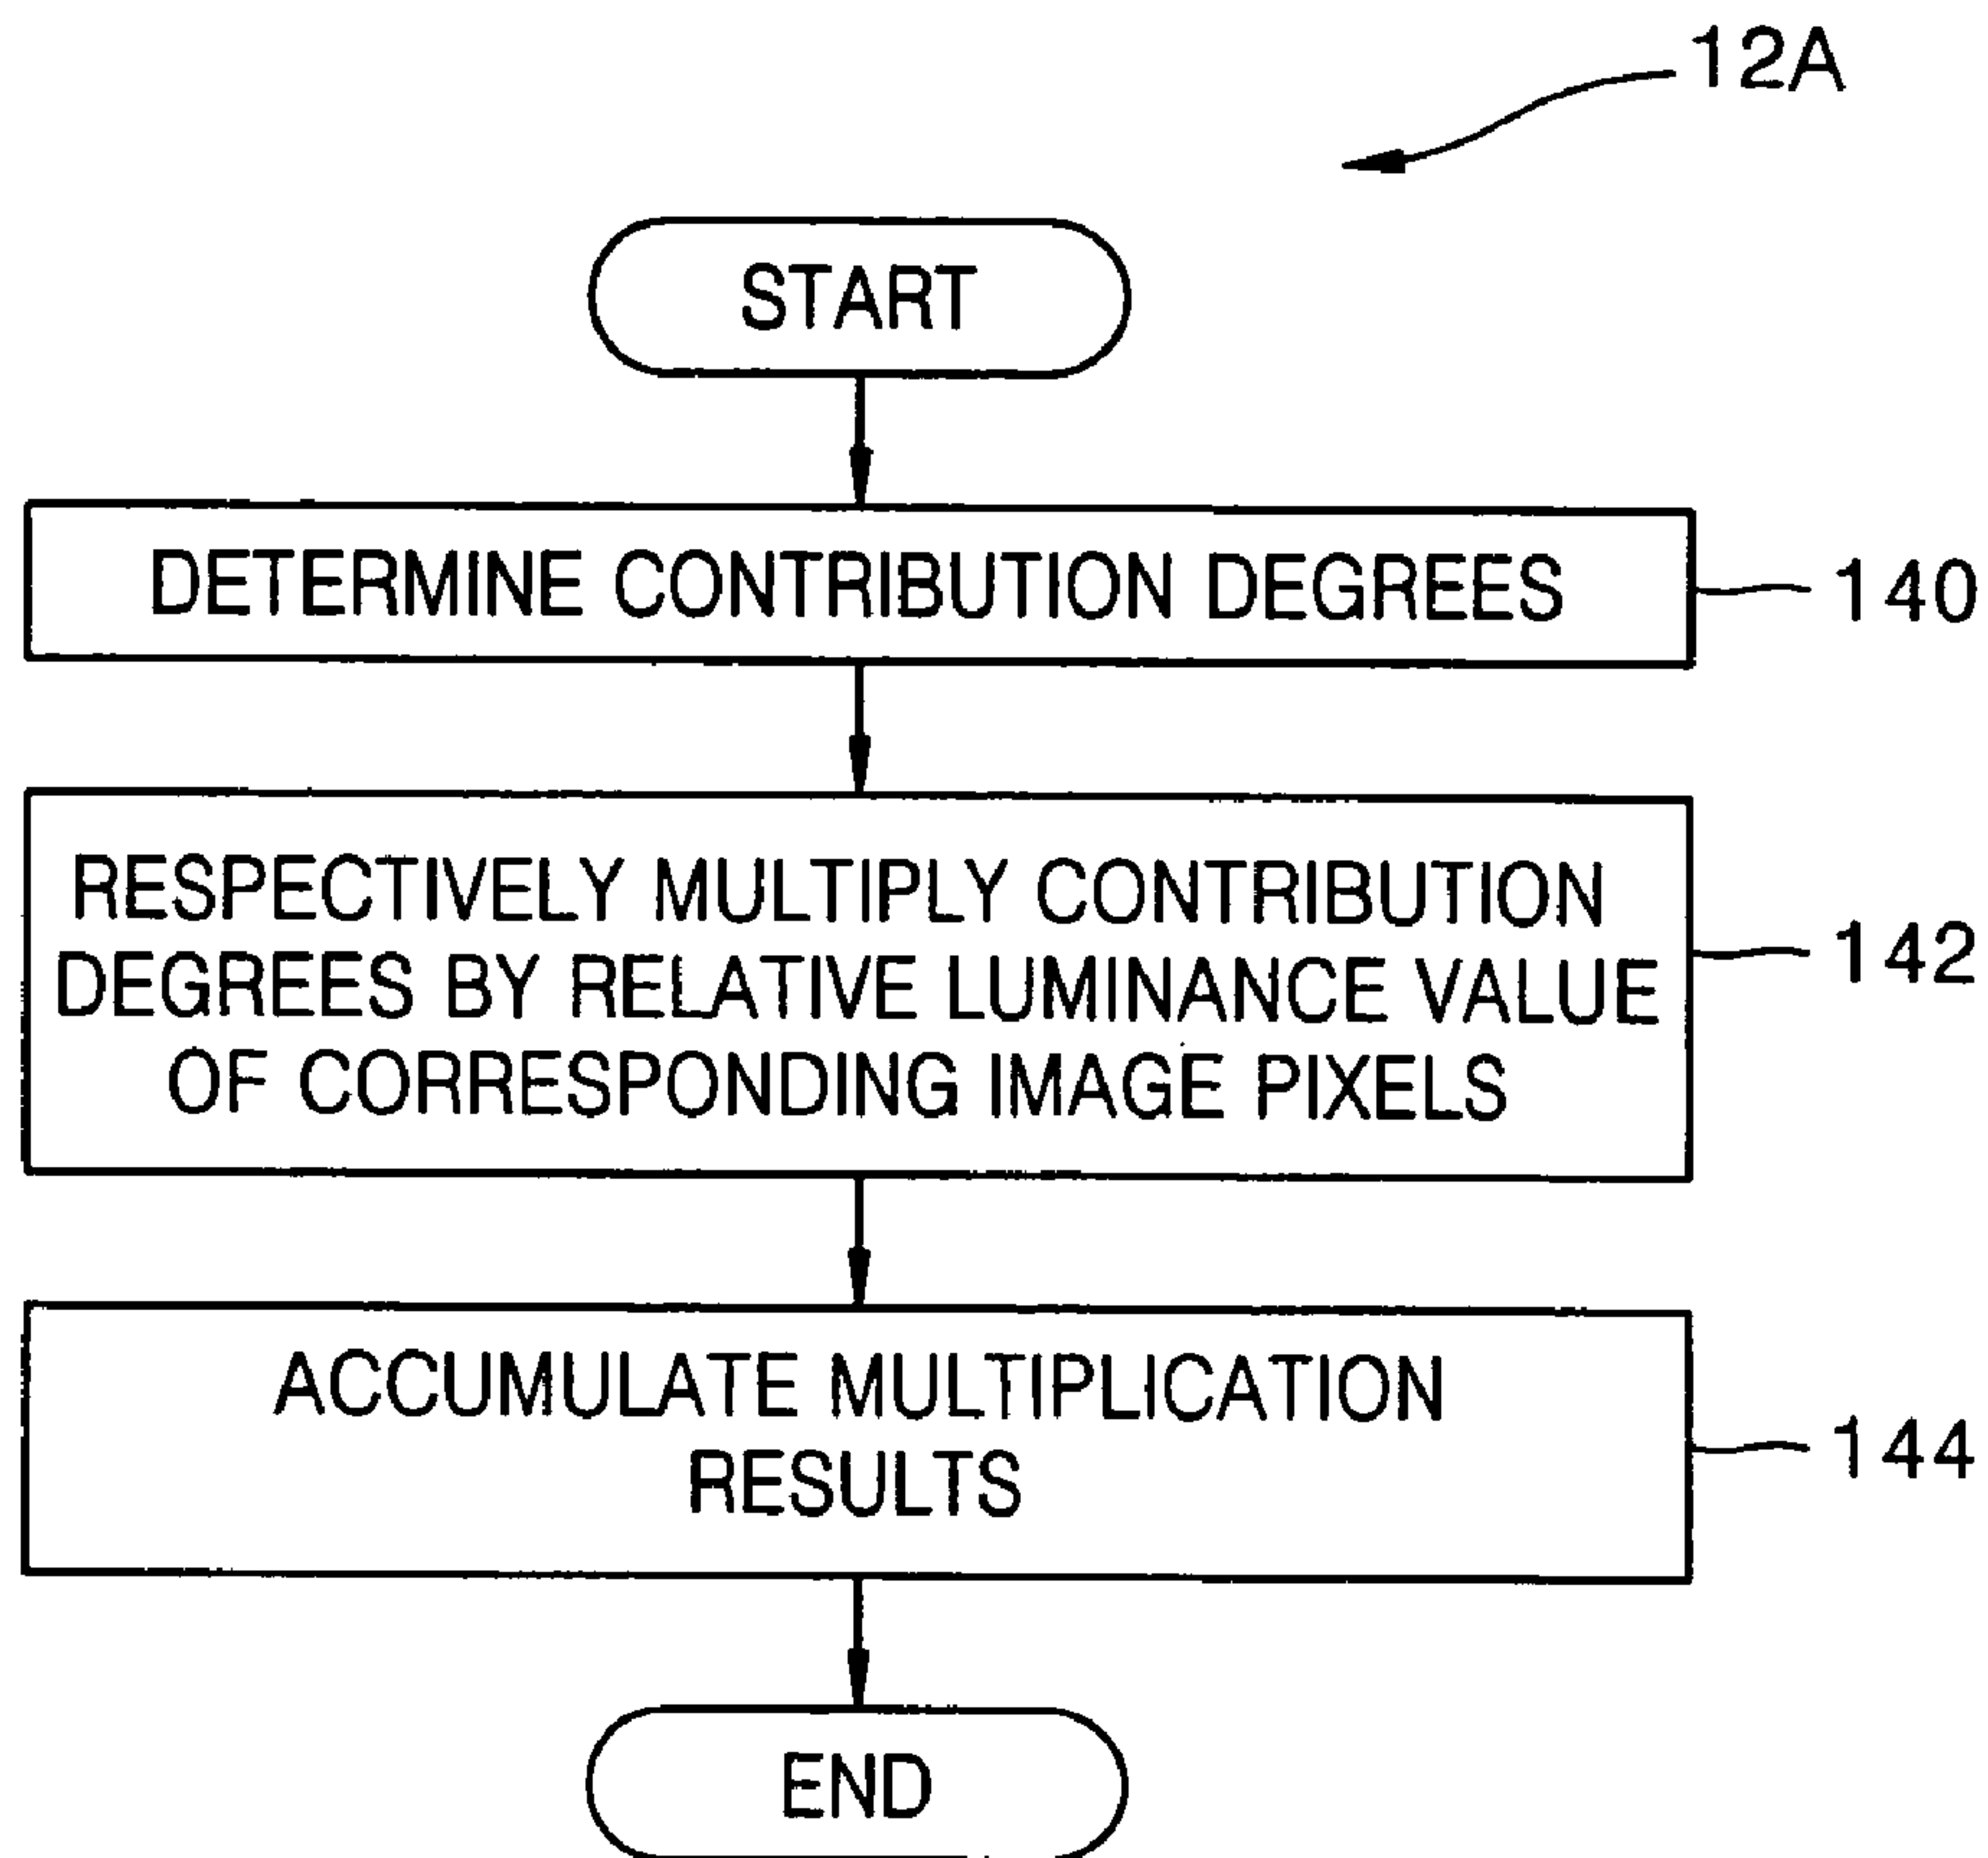 12A
START
DETERMINE CONTRIBUTION DEGREES
140
RESPECTIVELY MULTIPLY CONTRIBUTION
DEGREES BY RELATIVE LUMINANCE VALUE
OF CORRESPONDING IMAGE PIXELS
142
ACCUMULATE MULTIPLICATION
RESULTS
144
END